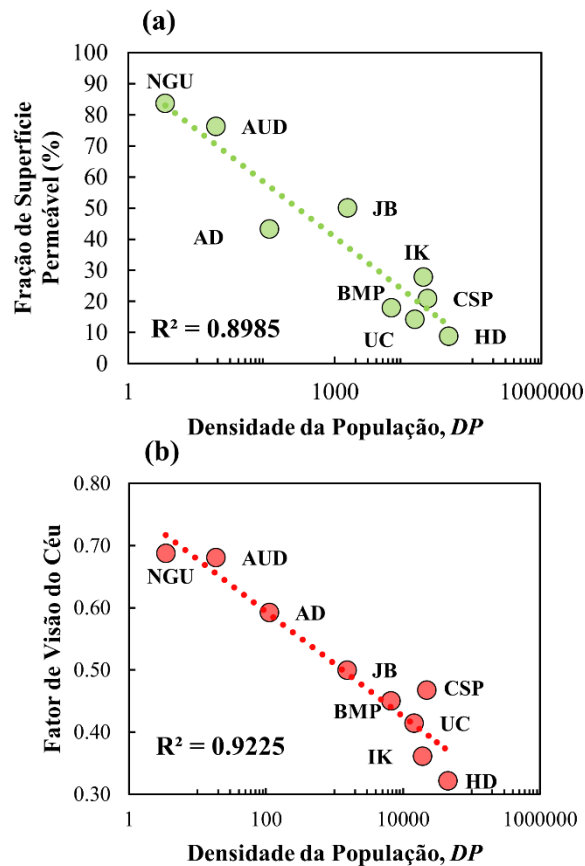 (a)
100
90
80
70
60
50
40
30
20
10
0
Fração de Superfície
Permeável (%)
NGU
AUD
AD
JB
IK
BMP
CSP
UC
HD
R² = 0.8985
1
1000
1000000
Densidade da População, DP
(b)
0.80
0.70
0.60
0.50
0.40
0.30
Fator de Visão do Céu
NGU
AUD
AD
JB
CSP
BMP
UC
IK
HD
R² = 0.9225
1
100
10000
1000000
Densidade da População, DP